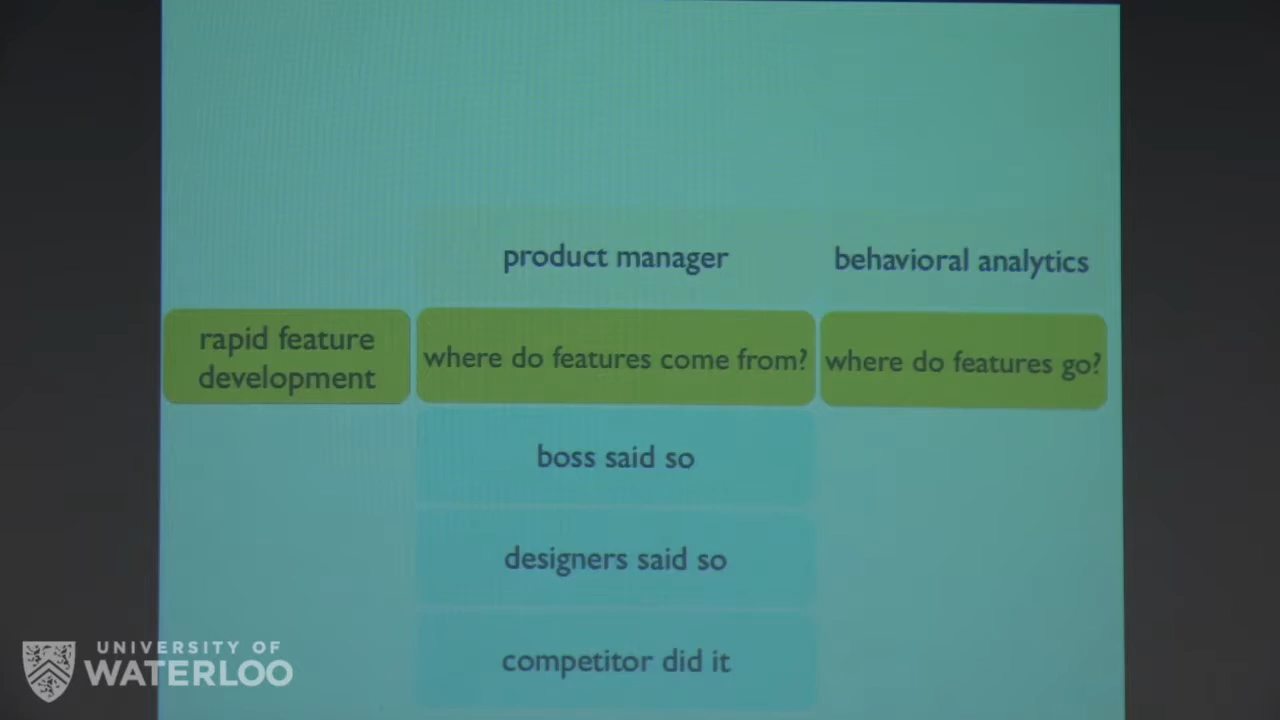 product manager
behavioral analytics
rapid feature
development
where do features come from?
where do features go?
boss said so
designers said so
competitor did it
UNIVERSITY OF
WATERLOO